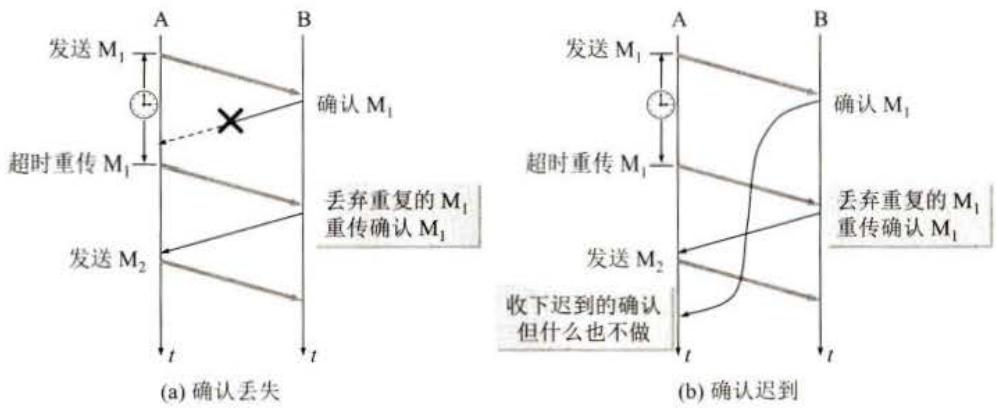 A B
发送 M₁
确认 M₁
超时重传 M₁
丢弃重复的 M₁
重传确认 M₁
发送 M₂
t t
(a) 确认丢失
A B
发送 M₁
确认 M₁
超时重传 M₁
丢弃重复的 M₁
重传确认 M₁
发送 M₂
收下迟到的确认
但什么也不做
t t
(b) 确认迟到